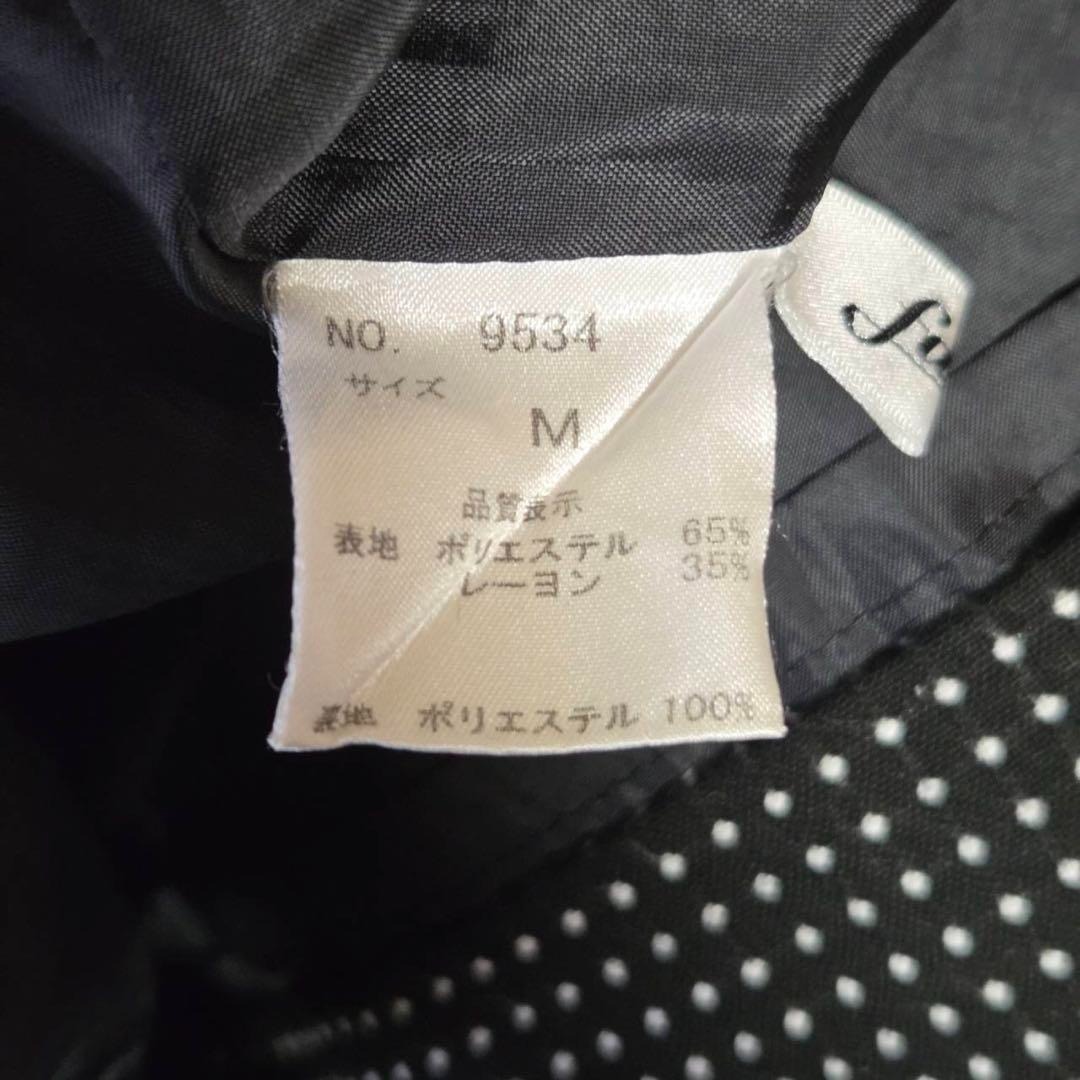 NO. 9534
サイズ
M
品質表示
表地 ポリエステル 65%
レーヨン 35%
裏地 ポリエステル 100%